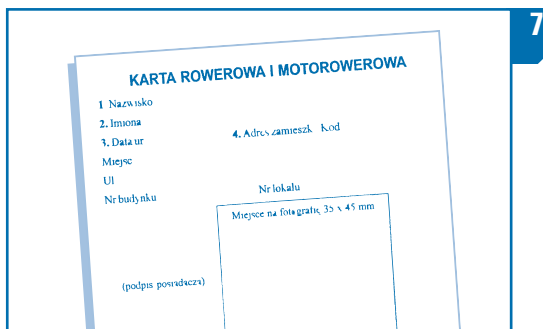 7
KARTA ROWEROWA I MOTOROWEROWA
1 Nazwisko
2. Imiona
3. Data ur
4. Adres zamieszk Kod
Miejsc
Ul
Nr budynku
Nr lokalu
Miejsce na fotografię 35 x 45 mm
(podpis posiadacza)